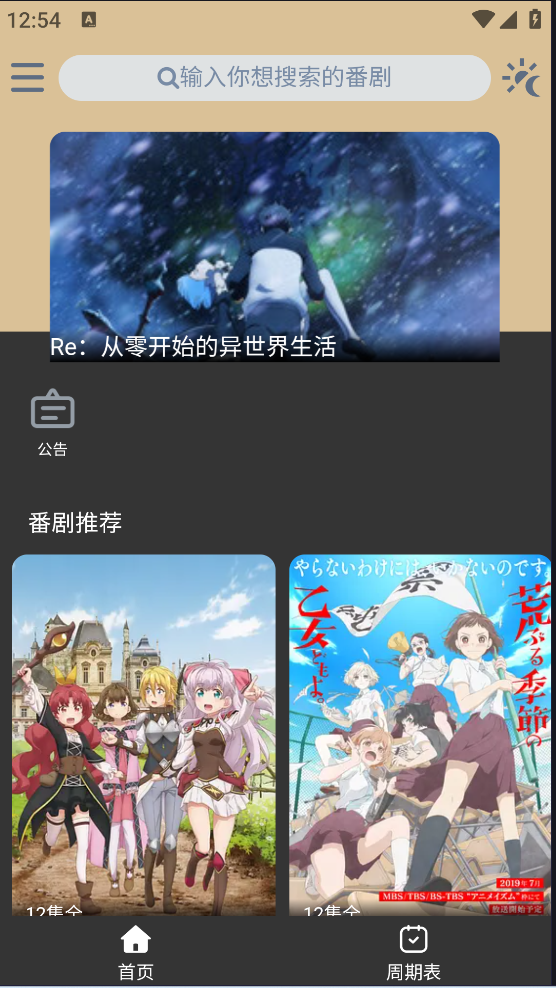 12:54
A
输入你想搜索的番剧
Re：从零开始的异世界生活
公告
番剧推荐
やらないわけにはいかないのです。
荒ぶる季節の
乙女どもよ。
2019年7月
MBS/TBS/BS-TBS "アニメイズム" 枠にて
放送開始予定
12集全
12集全
首页
周期表